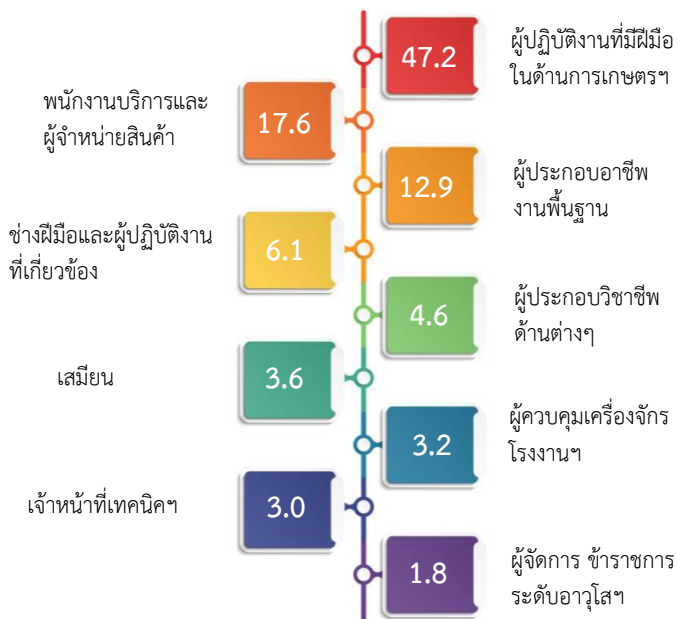 47.2
ผู้ปฏิบัติงานที่มีฝีมือ
ในด้านการเกษตรฯ
พนักงานบริการและ
ผู้จำหน่ายสินค้า
17.6
12.9
ผู้ประกอบอาชีพ
งานพื้นฐาน
ช่างฝีมือและผู้ปฏิบัติงาน
ที่เกี่ยวข้อง
6.1
4.6
ผู้ประกอบวิชาชีพ
ด้านต่างๆ
เสมียน
3.6
3.2
ผู้ควบคุมเครื่องจักร
โรงงานฯ
เจ้าหน้าที่เทคนิคฯ
3.0
1.8
ผู้จัดการ ข้าราชการ
ระดับอาวุโสฯ